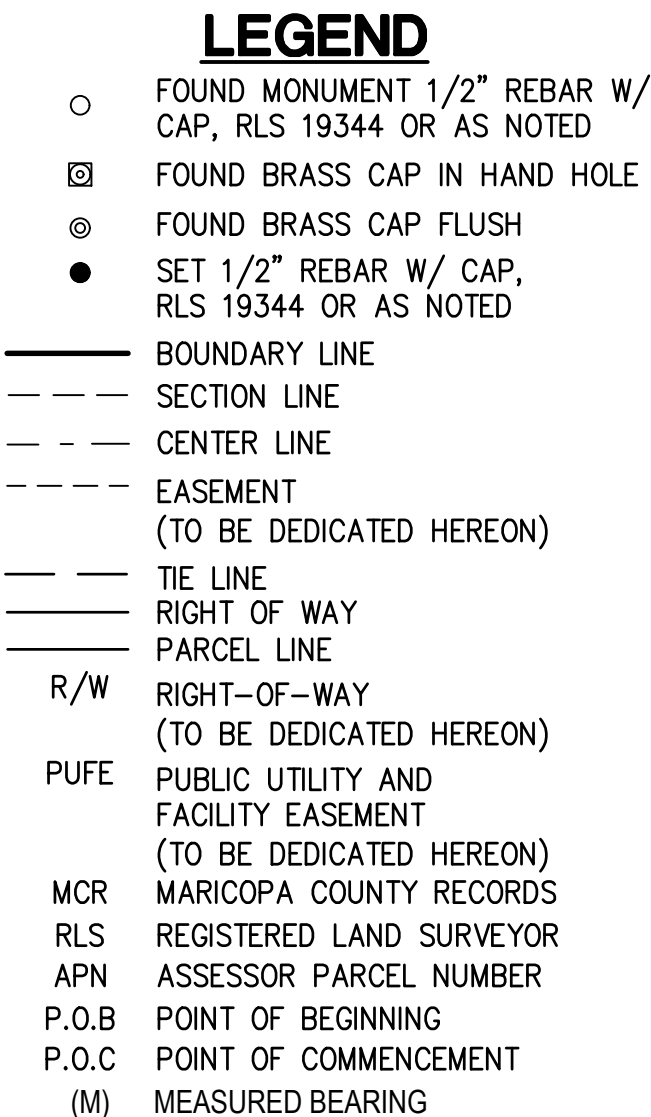 LEGEND
FOUND MONUMENT 1/2" REBAR W/
CAP, RLS 19344 OR AS NOTED
FOUND BRASS CAP IN HAND HOLE
FOUND BRASS CAP FLUSH
SET 1/2" REBAR W/ CAP,
RLS 19344 OR AS NOTED
BOUNDARY LINE
SECTION LINE
CENTER LINE
EASEMENT
(TO BE DEDICATED HEREON)
TIE LINE
RIGHT OF WAY
PARCEL LINE
R/W RIGHT-OF-WAY
(TO BE DEDICATED HEREON)
PUFE PUBLIC UTILITY AND
FACILITY EASEMENT
(TO BE DEDICATED HEREON)
MCR MARICOPA COUNTY RECORDS
RLS REGISTERED LAND SURVEYOR
APN ASSESSOR PARCEL NUMBER
P.O.B POINT OF BEGINNING
P.O.C POINT OF COMMENCEMENT
(M) MEASURED BEARING